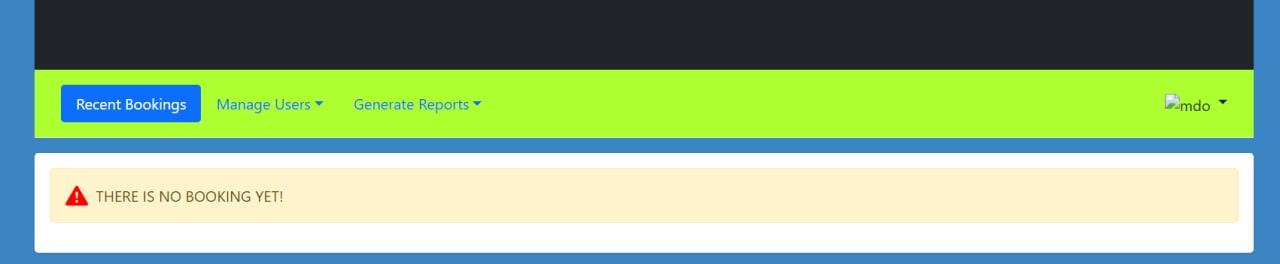 Recent Bookings Manage Users Generate Reports mdo
THERE IS NO BOOKING YET!